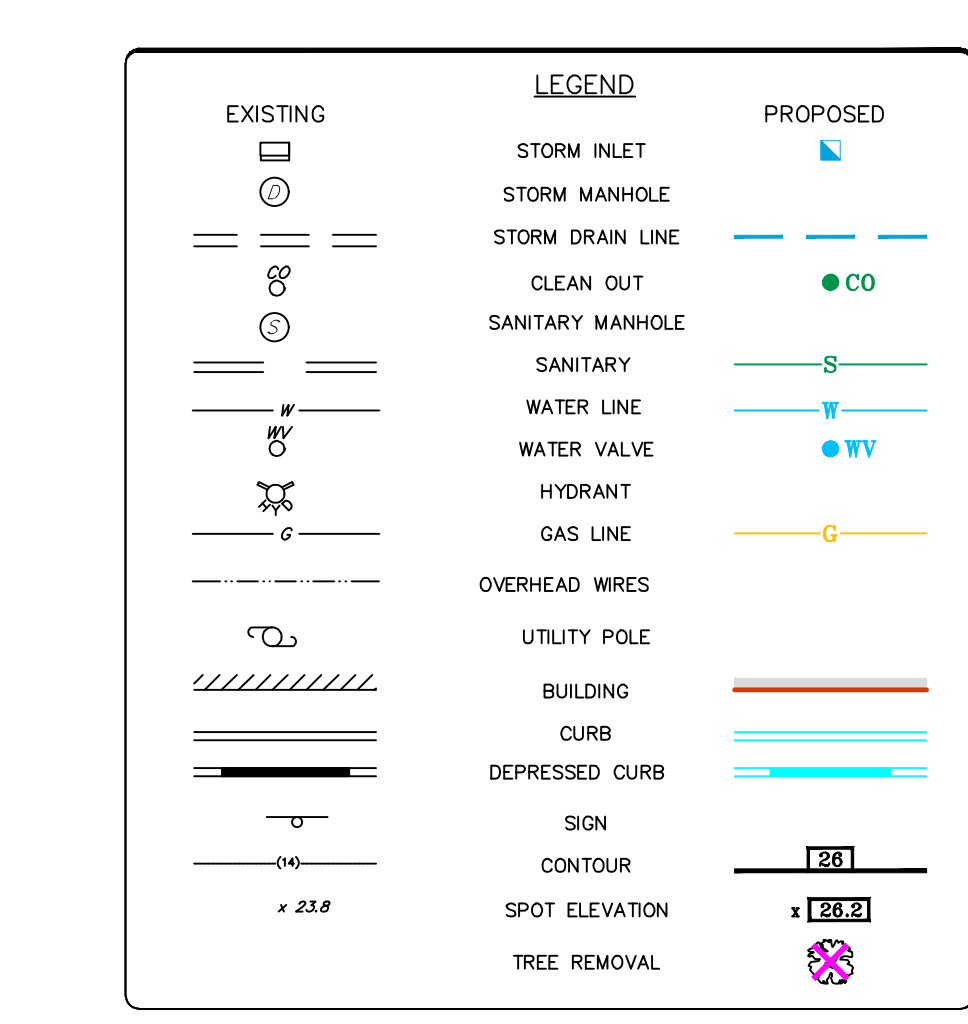 LEGEND
EXISTING PROPOSED
STORM INLET
D STORM MANHOLE
STORM DRAIN LINE
CO CLEAN OUT CO
S SANITARY MANHOLE
SANITARY S
W WATER LINE W
WV WATER VALVE WV
HYDRANT
G GAS LINE G
OVERHEAD WIRES
UTILITY POLE
BUILDING
CURB
DEPRESSED CURB
SIGN
(14) CONTOUR 26
x 23.8 SPOT ELEVATION x 26.2
TREE REMOVAL